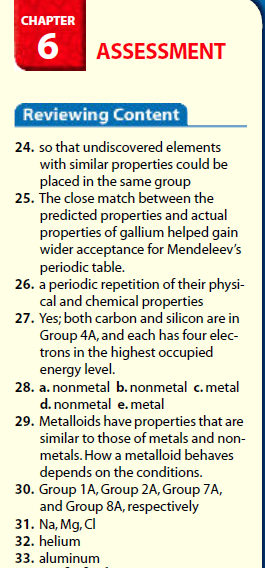 CHAPTER
6 ASSESSMENT
Reviewing Content
24. so that undiscovered elements
with similar properties could be
placed in the same group
25. The close match between the
predicted properties and actual
properties of gallium helped gain
wider acceptance for Mendeleev's
periodic table.
26. a periodic repetition of their physi-
cal and chemical properties
27. Yes; both carbon and silicon are in
Group 4A, and each has four elec-
trons in the highest occupied
energy level.
28. a. nonmetal b. nonmetal c. metal
d. nonmetal e. metal
29. Metalloids have properties that are
similar to those of metals and non-
metals. How a metalloid behaves
depends on the conditions.
30. Group 1A, Group 2A, Group 7A,
and Group 8A, respectively
31. Na, Mg, Cl
32. helium
33. aluminum